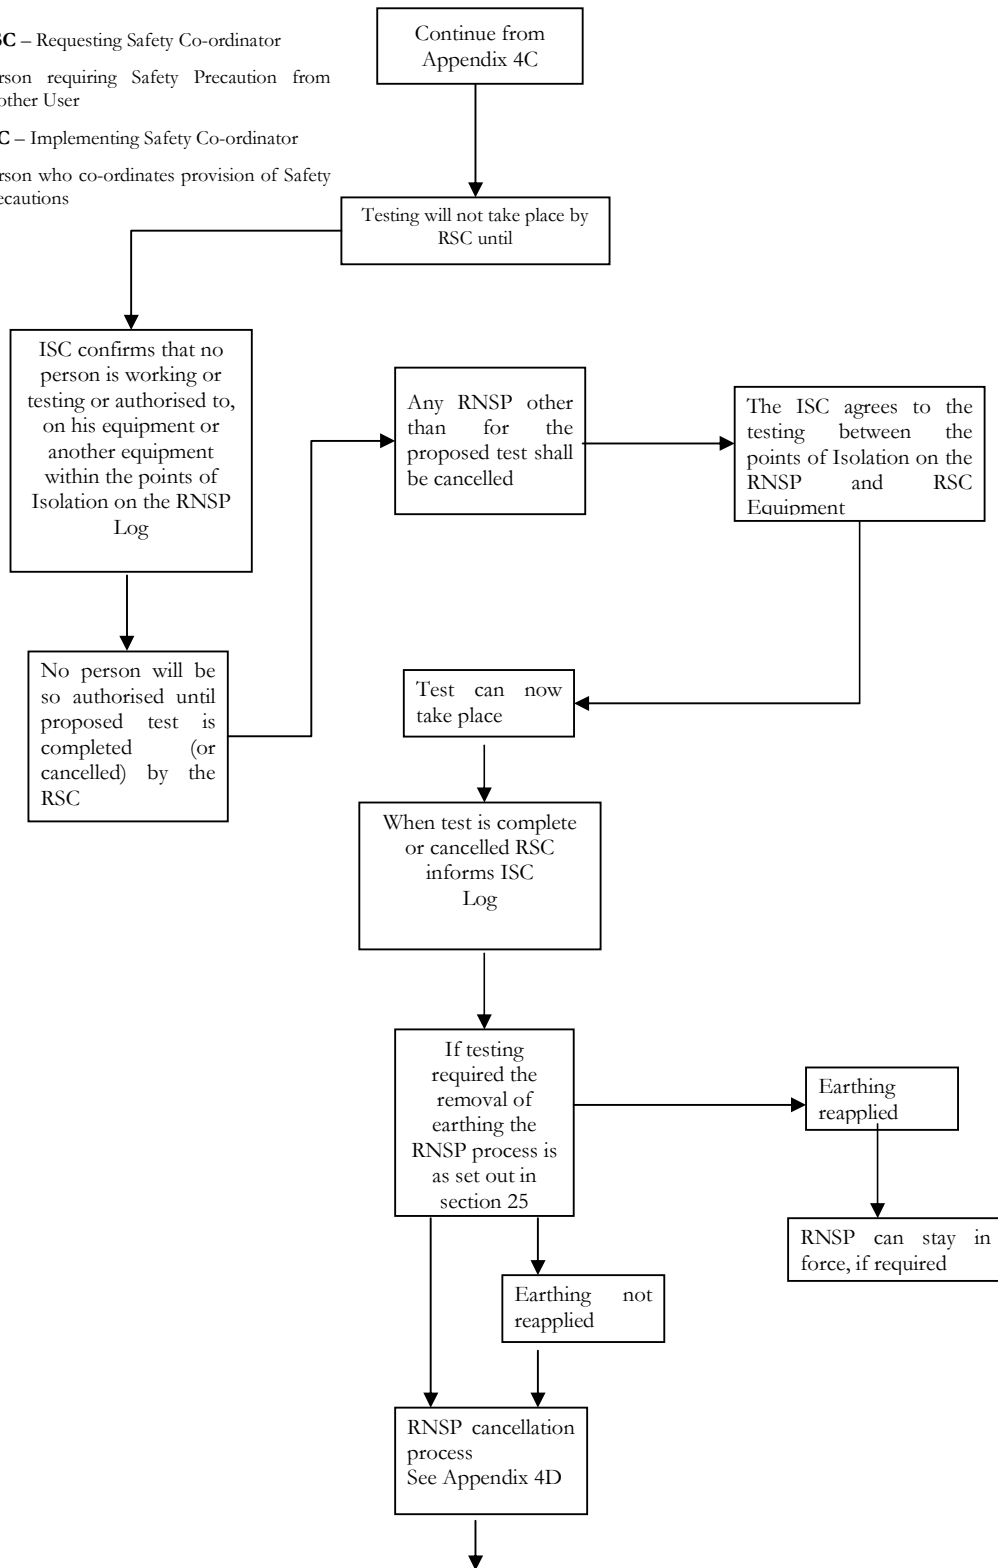 SC – Requesting Safety Co-ordinator
erson requiring Safety Precaution from
other User
C – Implementing Safety Co-ordinator
erson who co-ordinates provision of Safety
ecautions
Continue from
Appendix 4C
Testing will not take place by
RSC until
ISC confirms that no
person is working or
testing or authorised to,
on his equipment or
another equipment
within the points of
Isolation on the RNSP
Log
Any RNSP other
than for the
proposed test shall
be cancelled
The ISC agrees to the
testing between the
points of Isolation on the
RNSP and RSC
Equipment
No person will be
so authorised until
proposed test is
completed (or
cancelled) by the
RSC
Test can now
take place
When test is complete
or cancelled RSC
informs ISC
Log
If testing
required the
removal of
earthing the
RNSP process is
as set out in
section 25
Earthing
reapplied
RNSP can stay in
force, if required
Earthing not
reapplied
RNSP cancellation
process
See Appendix 4D